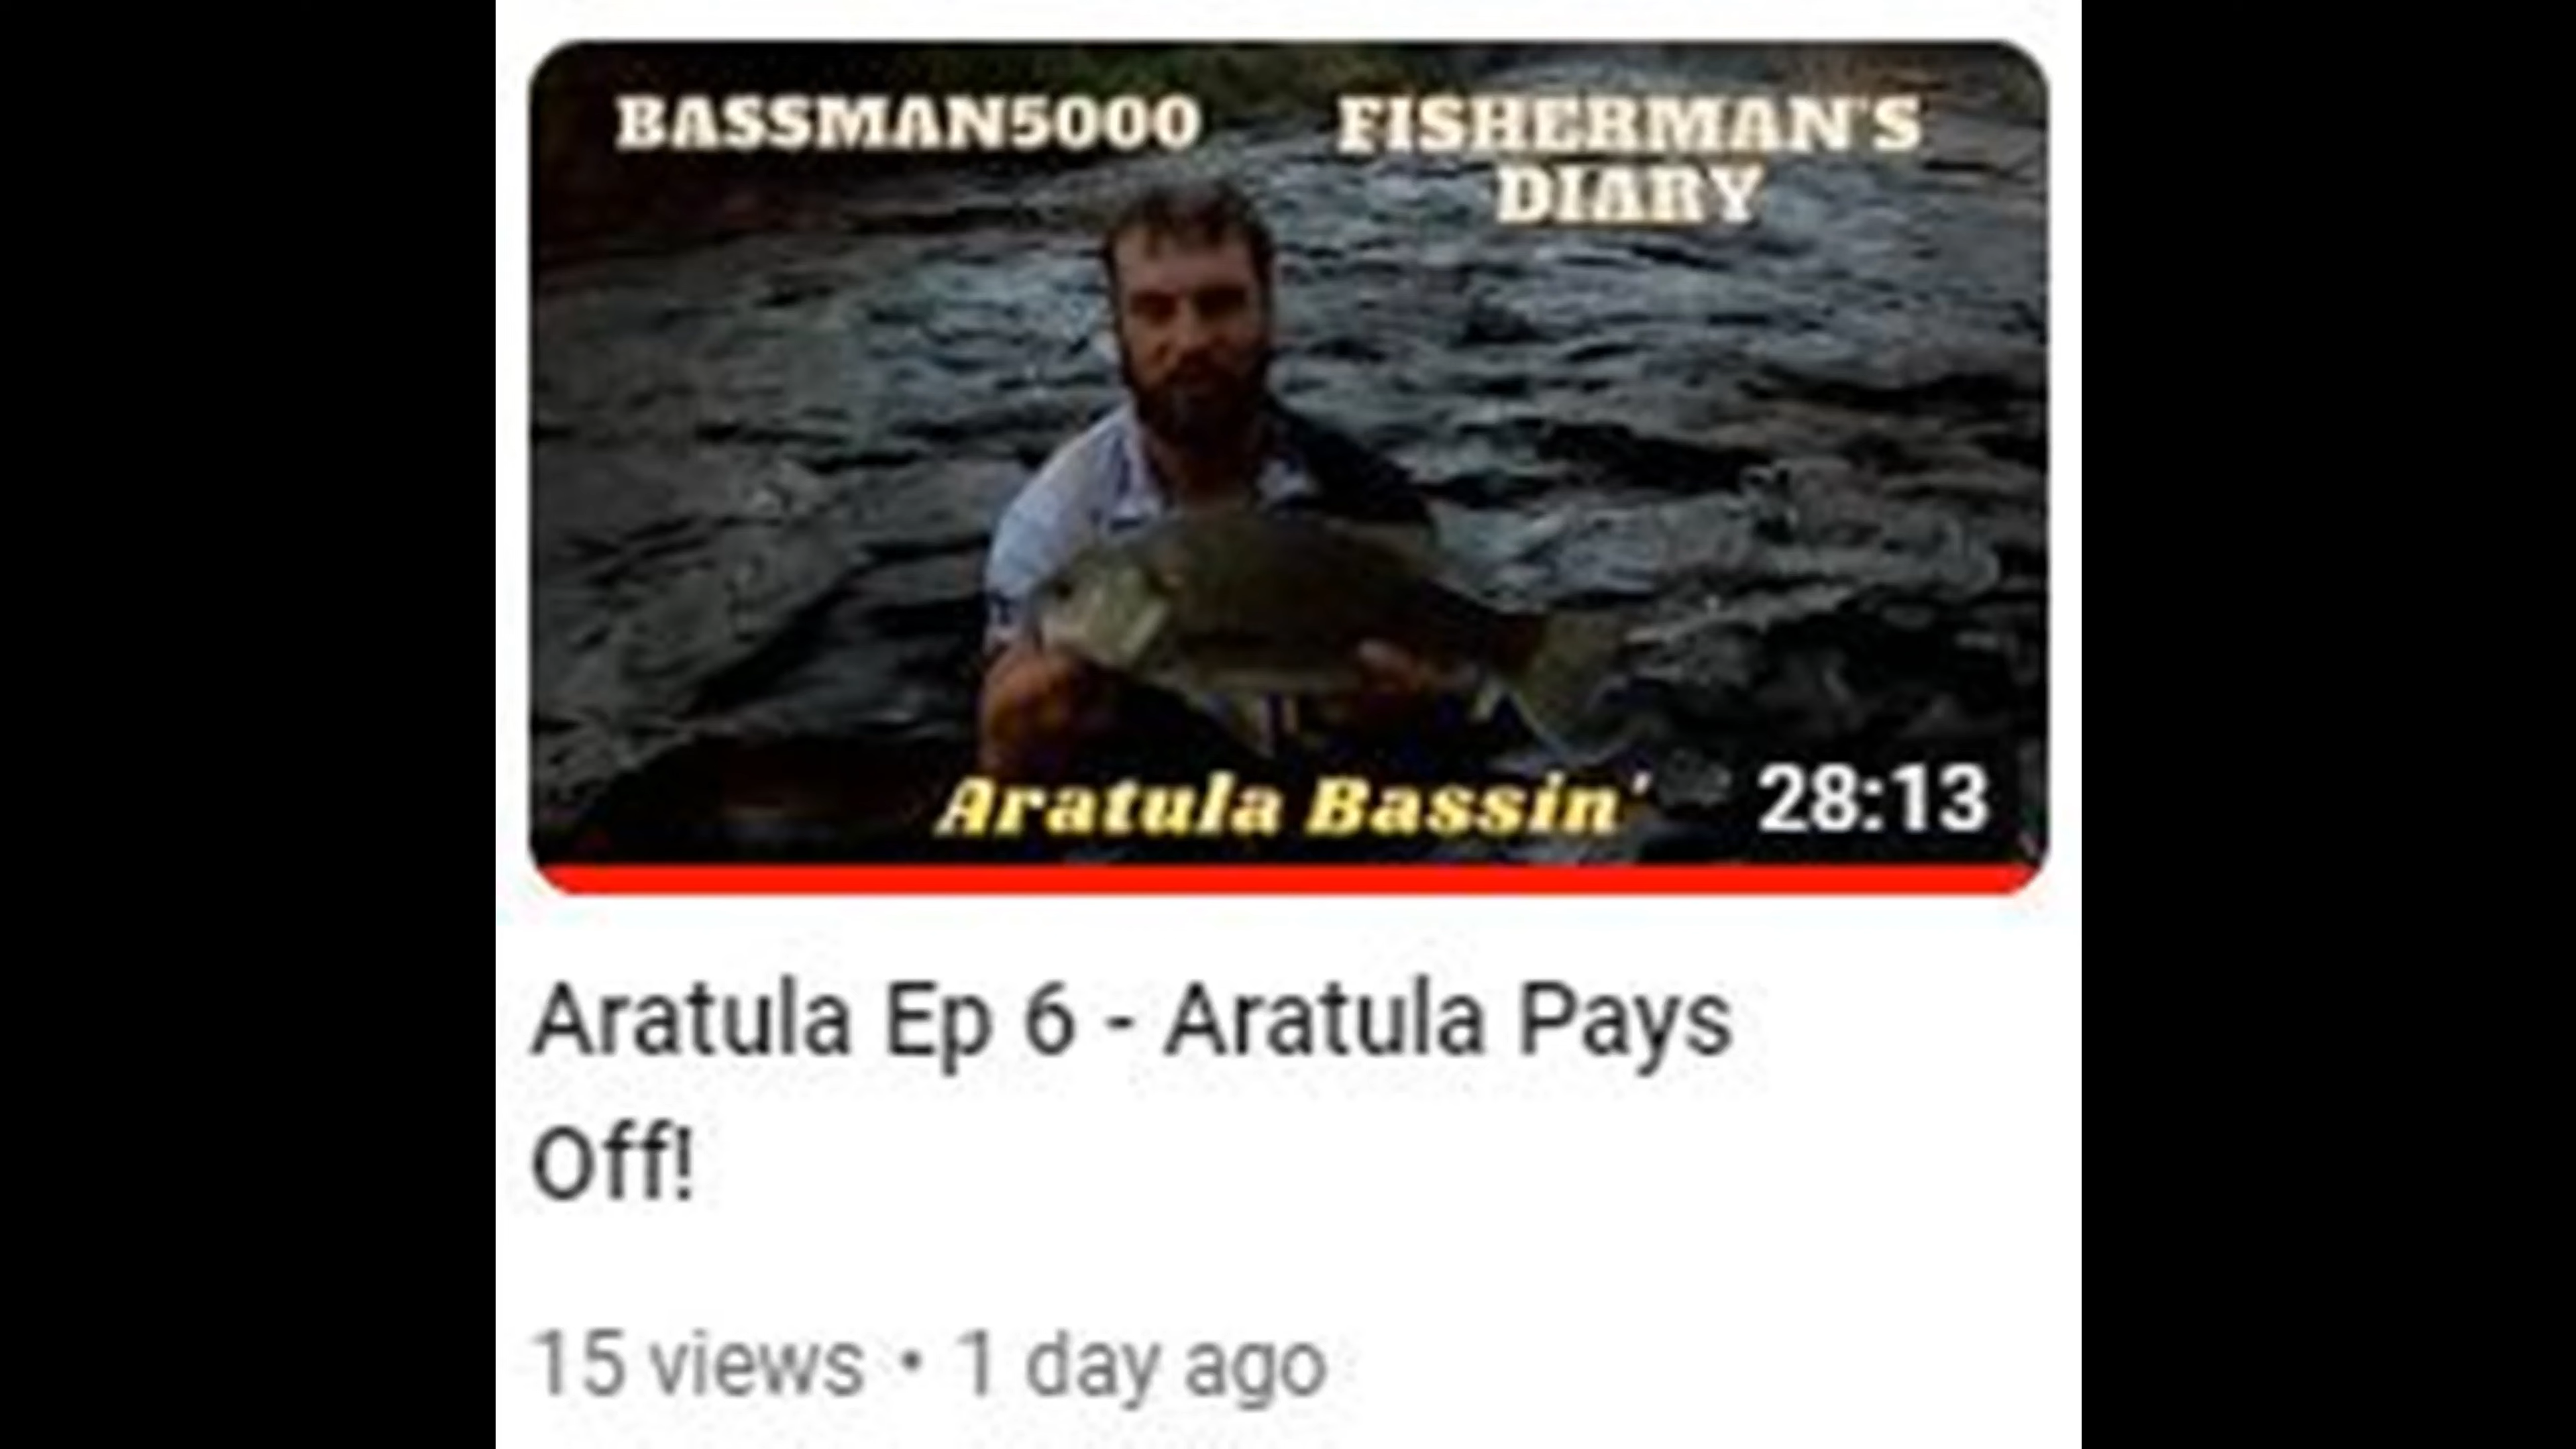 BASSMAN5000
FISHERMAN'S
DIARY
Aratula Bassin'
28:13
Aratula Ep 6 - Aratula Pays
Off!
15 views • 1 day ago